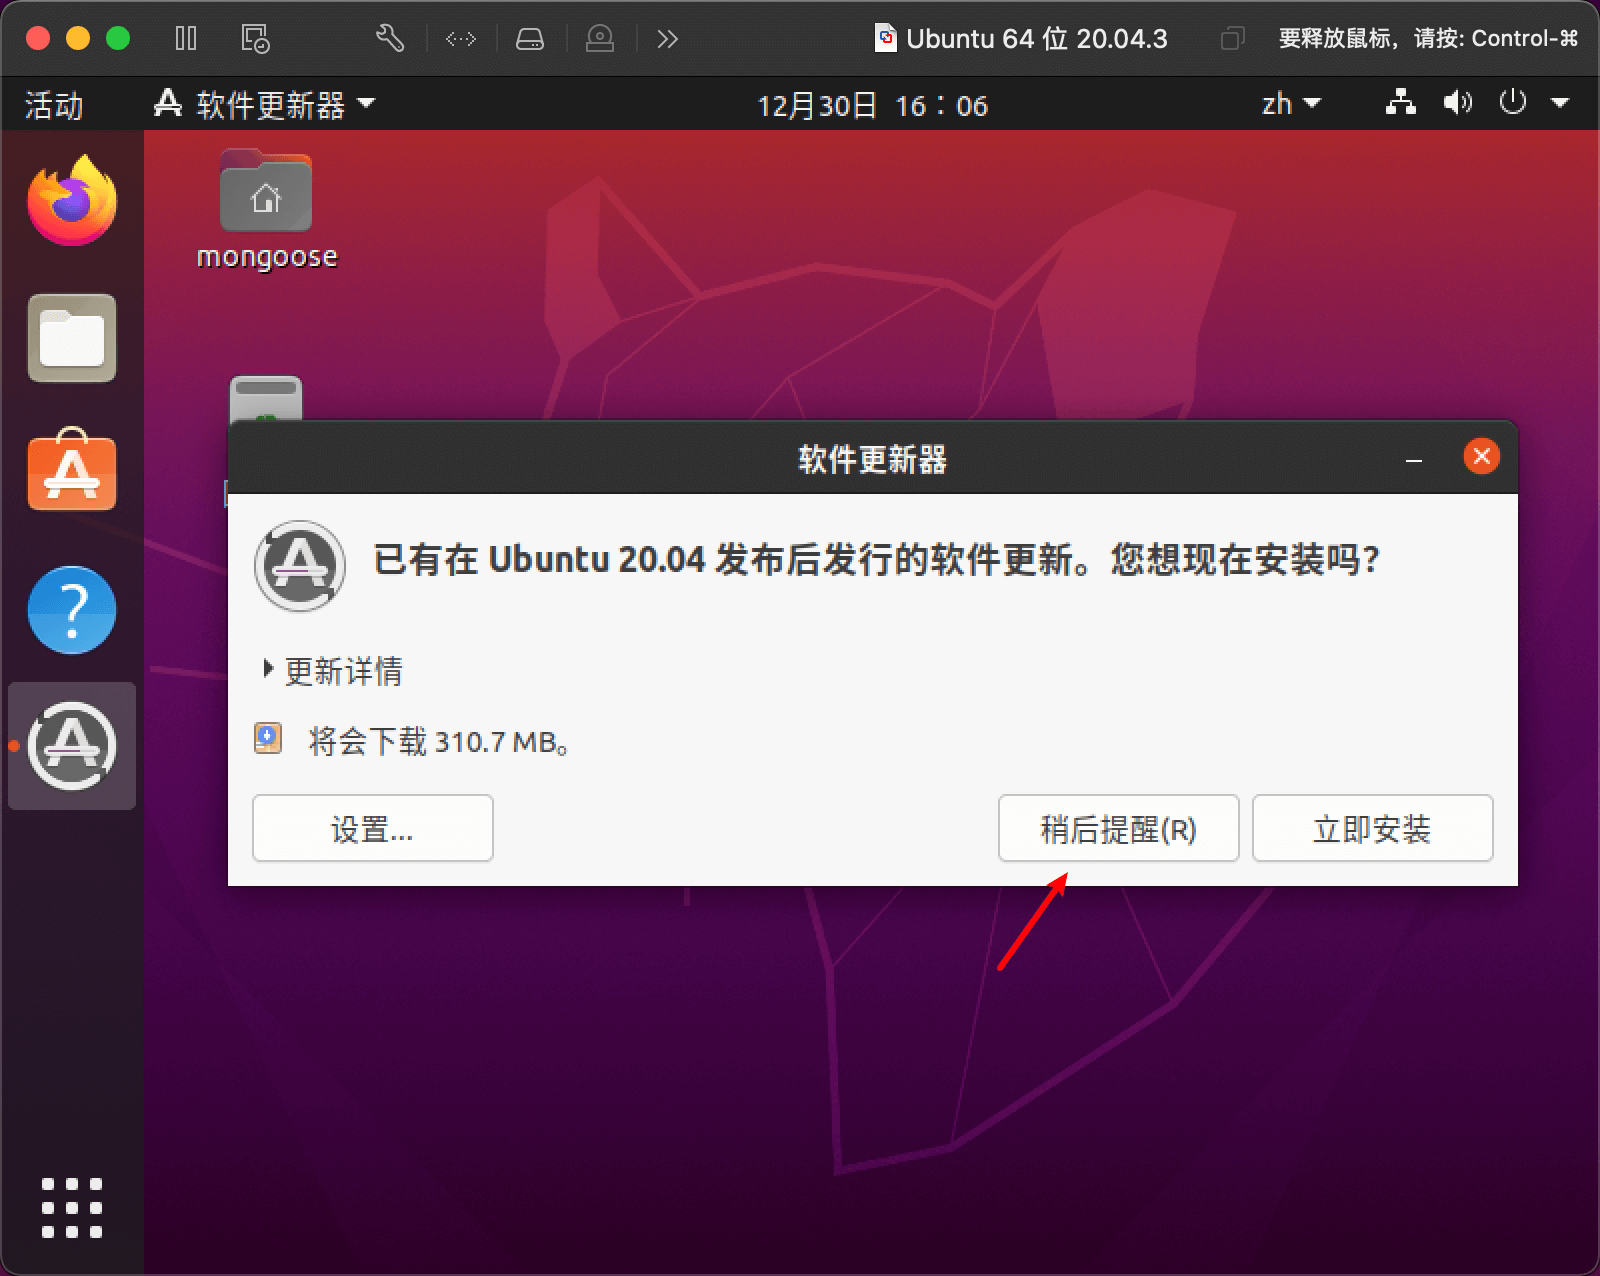 Ubuntu 64 位 20.04.3
要释放鼠标，请按: Control-⌘
活动
软件更新器
12月30日 16：06
zh
mongoose
软件更新器
已有在 Ubuntu 20.04 发布后发行的软件更新。您想现在安装吗？
更新详情
将会下载 310.7 MB。
设置...
稍后提醒(R)
立即安装